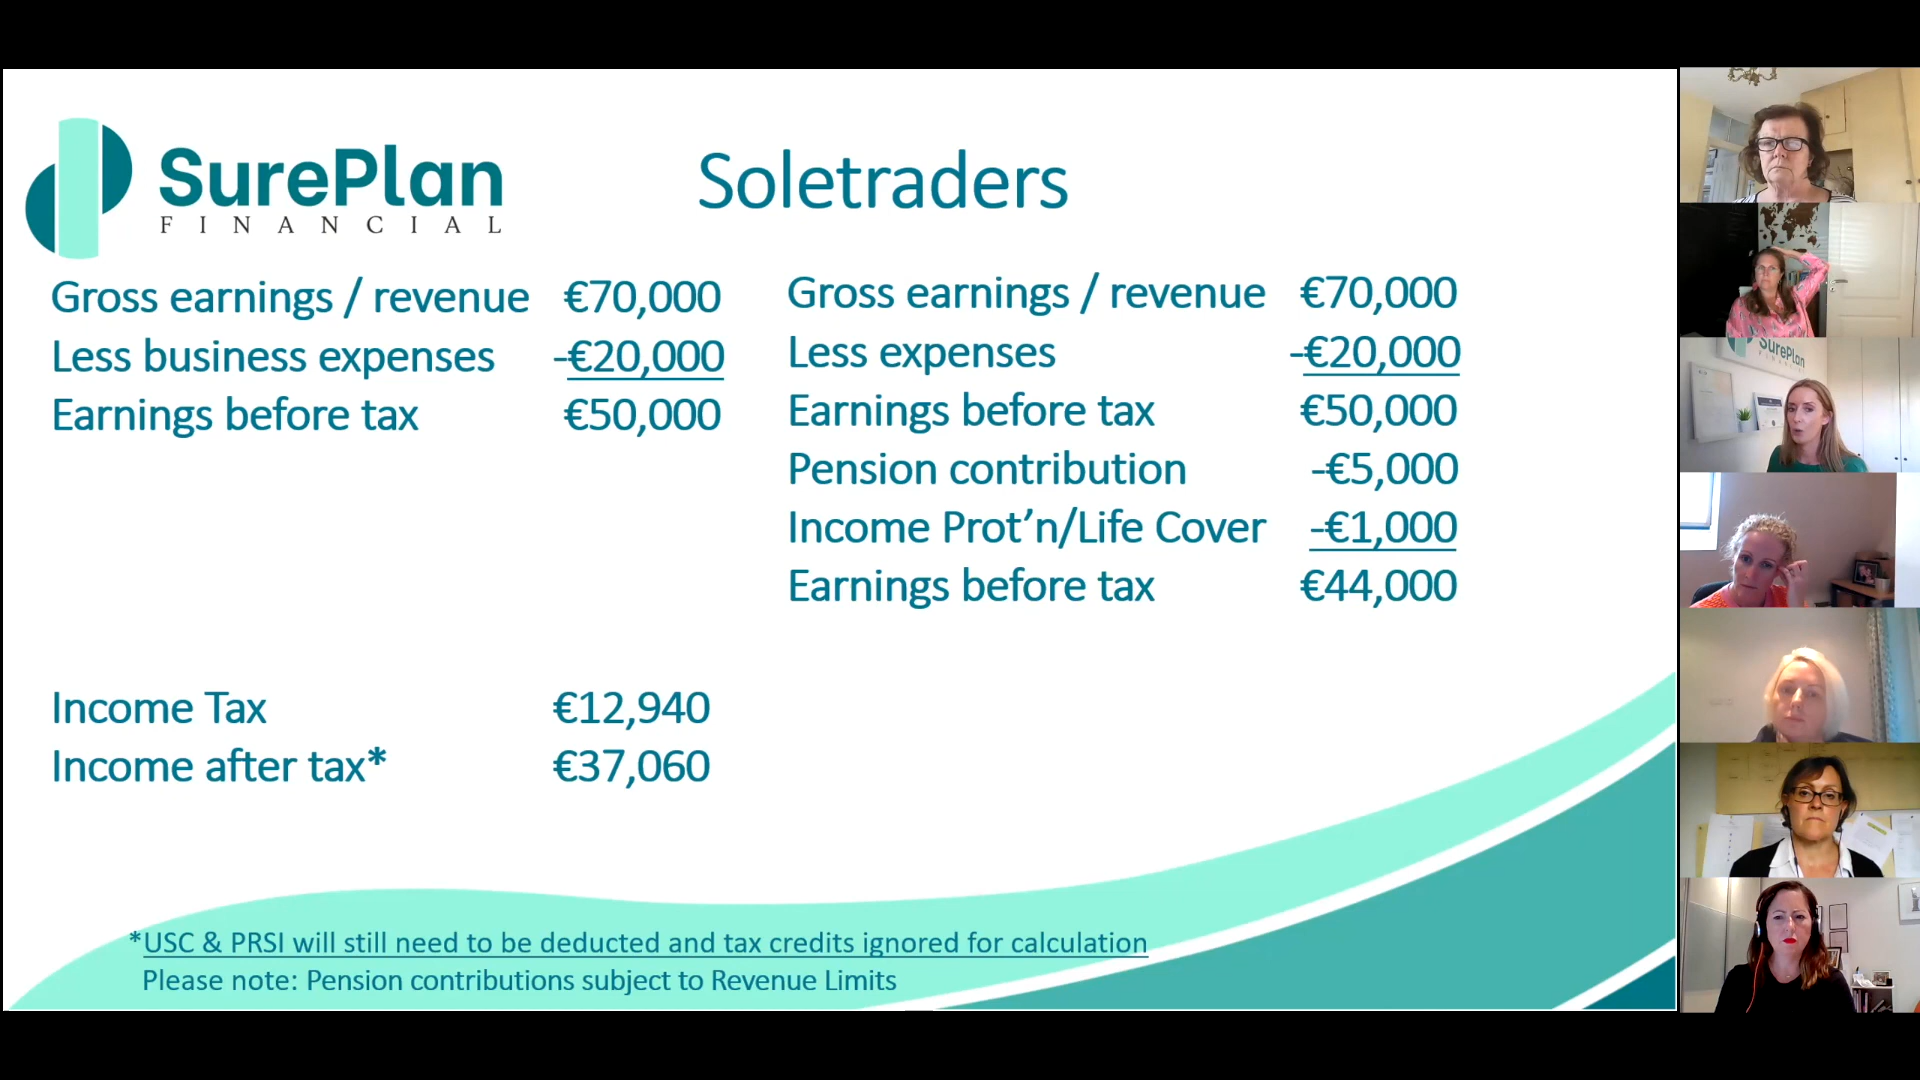 SurePlan
FINANCIAL
Soletraders
Gross earnings / revenue €70,000
Less business expenses -€20,000
Earnings before tax €50,000
Gross earnings / revenue €70,000
Less expenses -€20,000
Earnings before tax €50,000
Pension contribution -€5,000
Income Prot’n/Life Cover -€1,000
Earnings before tax €44,000
Income Tax €12,940
Income after tax* €37,060
*USC & PRSI will still need to be deducted and tax credits ignored for calculation
Please note: Pension contributions subject to Revenue Limits
SurePlan